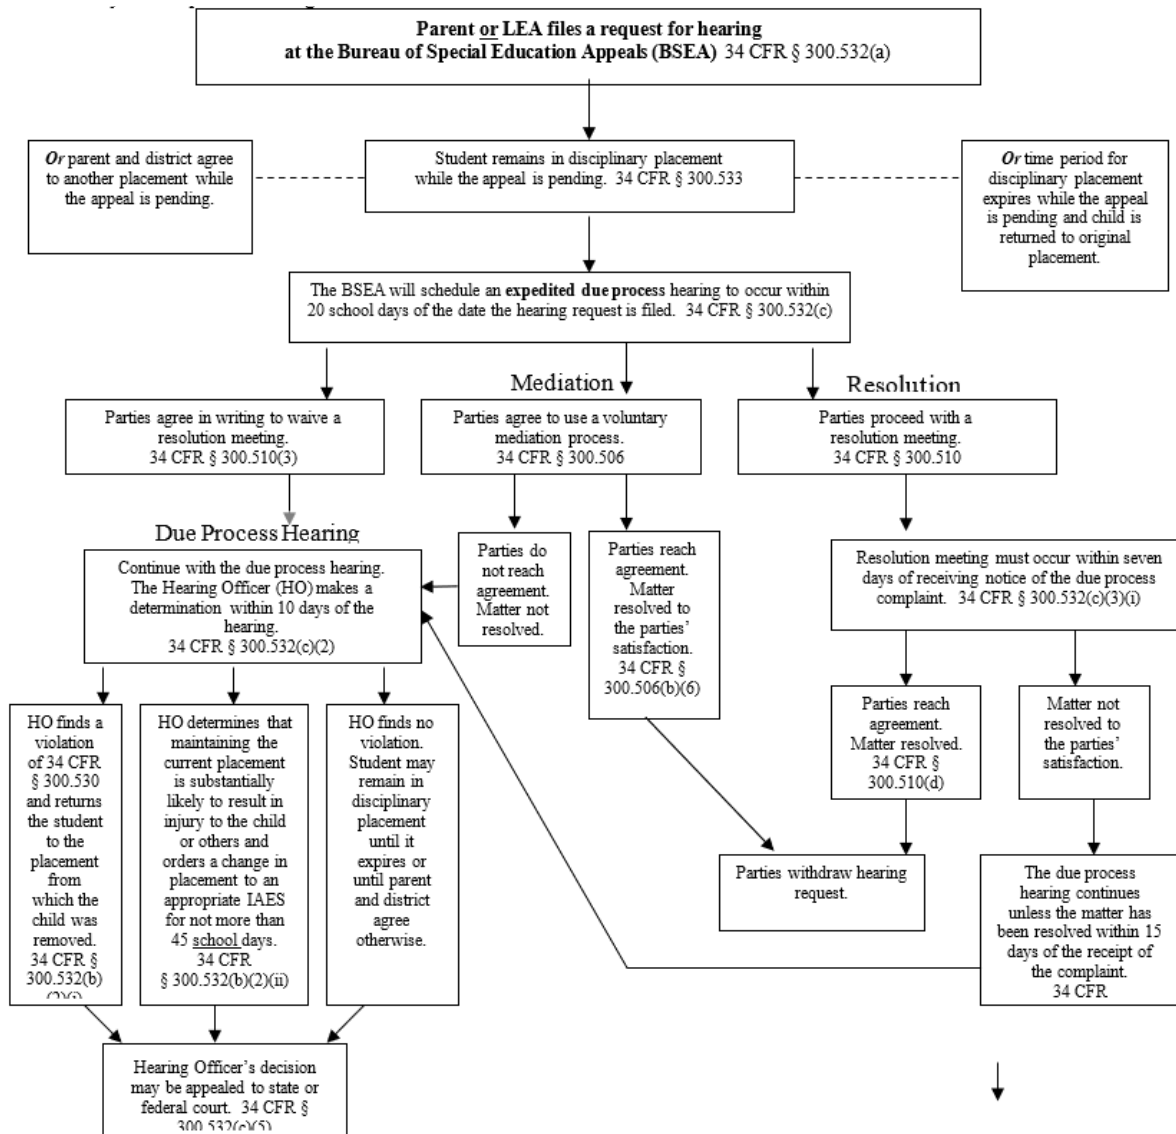 Parent or LEA files a request for hearing
at the Bureau of Special Education Appeals (BSEA) 34 CFR § 300.532(a)
Or parent and district agree
to another placement while
the appeal is pending.
Student remains in disciplinary placement
while the appeal is pending. 34 CFR § 300.533
Or time period for
disciplinary placement
expires while the appeal
is pending and child is
returned to original
placement.
The BSEA will schedule an expedited due process hearing to occur within
20 school days of the date the hearing request is filed. 34 CFR § 300.532(c)
Mediation
Resolution
Parties agree in writing to waive a
resolution meeting.
34 CFR § 300.510(3)
Parties agree to use a voluntary
mediation process.
34 CFR § 300.506
Parties proceed with a
resolution meeting.
34 CFR § 300.510
Due Process Hearing
Continue with the due process hearing.
The Hearing Officer (HO) makes a
determination within 10 days of the
hearing.
34 CFR § 300.532(c)(2)
Parties do
not reach
agreement.
Matter not
resolved.
Parties reach
agreement.
Matter
resolved to
the parties’
satisfaction.
34 CFR §
300.506(b)(6)
Resolution meeting must occur within seven
days of receiving notice of the due process
complaint. 34 CFR § 300.532(c)(3)(i)
HO finds a
violation
of 34 CFR
§ 300.530
and returns
the student
to the
placement
from
which the
child was
removed.
34 CFR §
300.532(b)
(2)(i)
HO determines that
maintaining the
current placement
is substantially
likely to result in
injury to the child
or others and
orders a change in
placement to an
appropriate IAES
for not more than
45 school days.
34 CFR
§ 300.532(b)(2)(ii)
HO finds no
violation.
Student may
remain in
disciplinary
placement
until it
expires or
until parent
and district
agree
otherwise.
Parties reach
agreement.
Matter resolved.
34 CFR §
300.510(d)
Matter not
resolved to
the parties’
satisfaction.
Parties withdraw hearing
request.
The due process
hearing continues
unless the matter has
been resolved within 15
days of the receipt of
the complaint.
34 CFR
Hearing Officer’s decision
may be appealed to state or
federal court. 34 CFR §
300.532(c)(5)